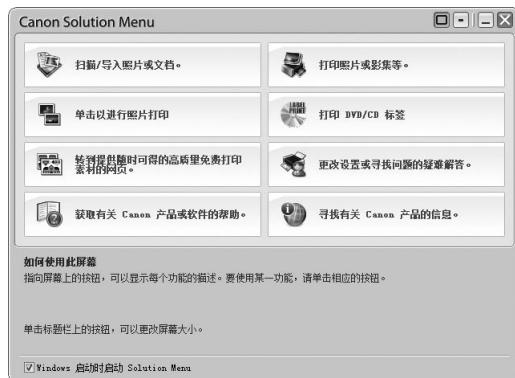 Canon Solution Menu
扫描/导入照片或文档。
打印照片或影集等。
单击以进行照片打印
打印 DVD/CD 标签
转到提供随时可得的高质里免费打印
素材的网页。
更改设置或寻找问题的疑难解答。
获取有关 Canon 产品或软件的帮助。
寻找有关 Canon 产品的信息。
如何使用此屏幕
指向屏幕上的按钮，可以显示每个功能的描述。要使用某一功能，请单击相应的按钮。
单击标题栏上的按钮，可以更改屏幕大小。
Windows 启动时启动 Solution Menu